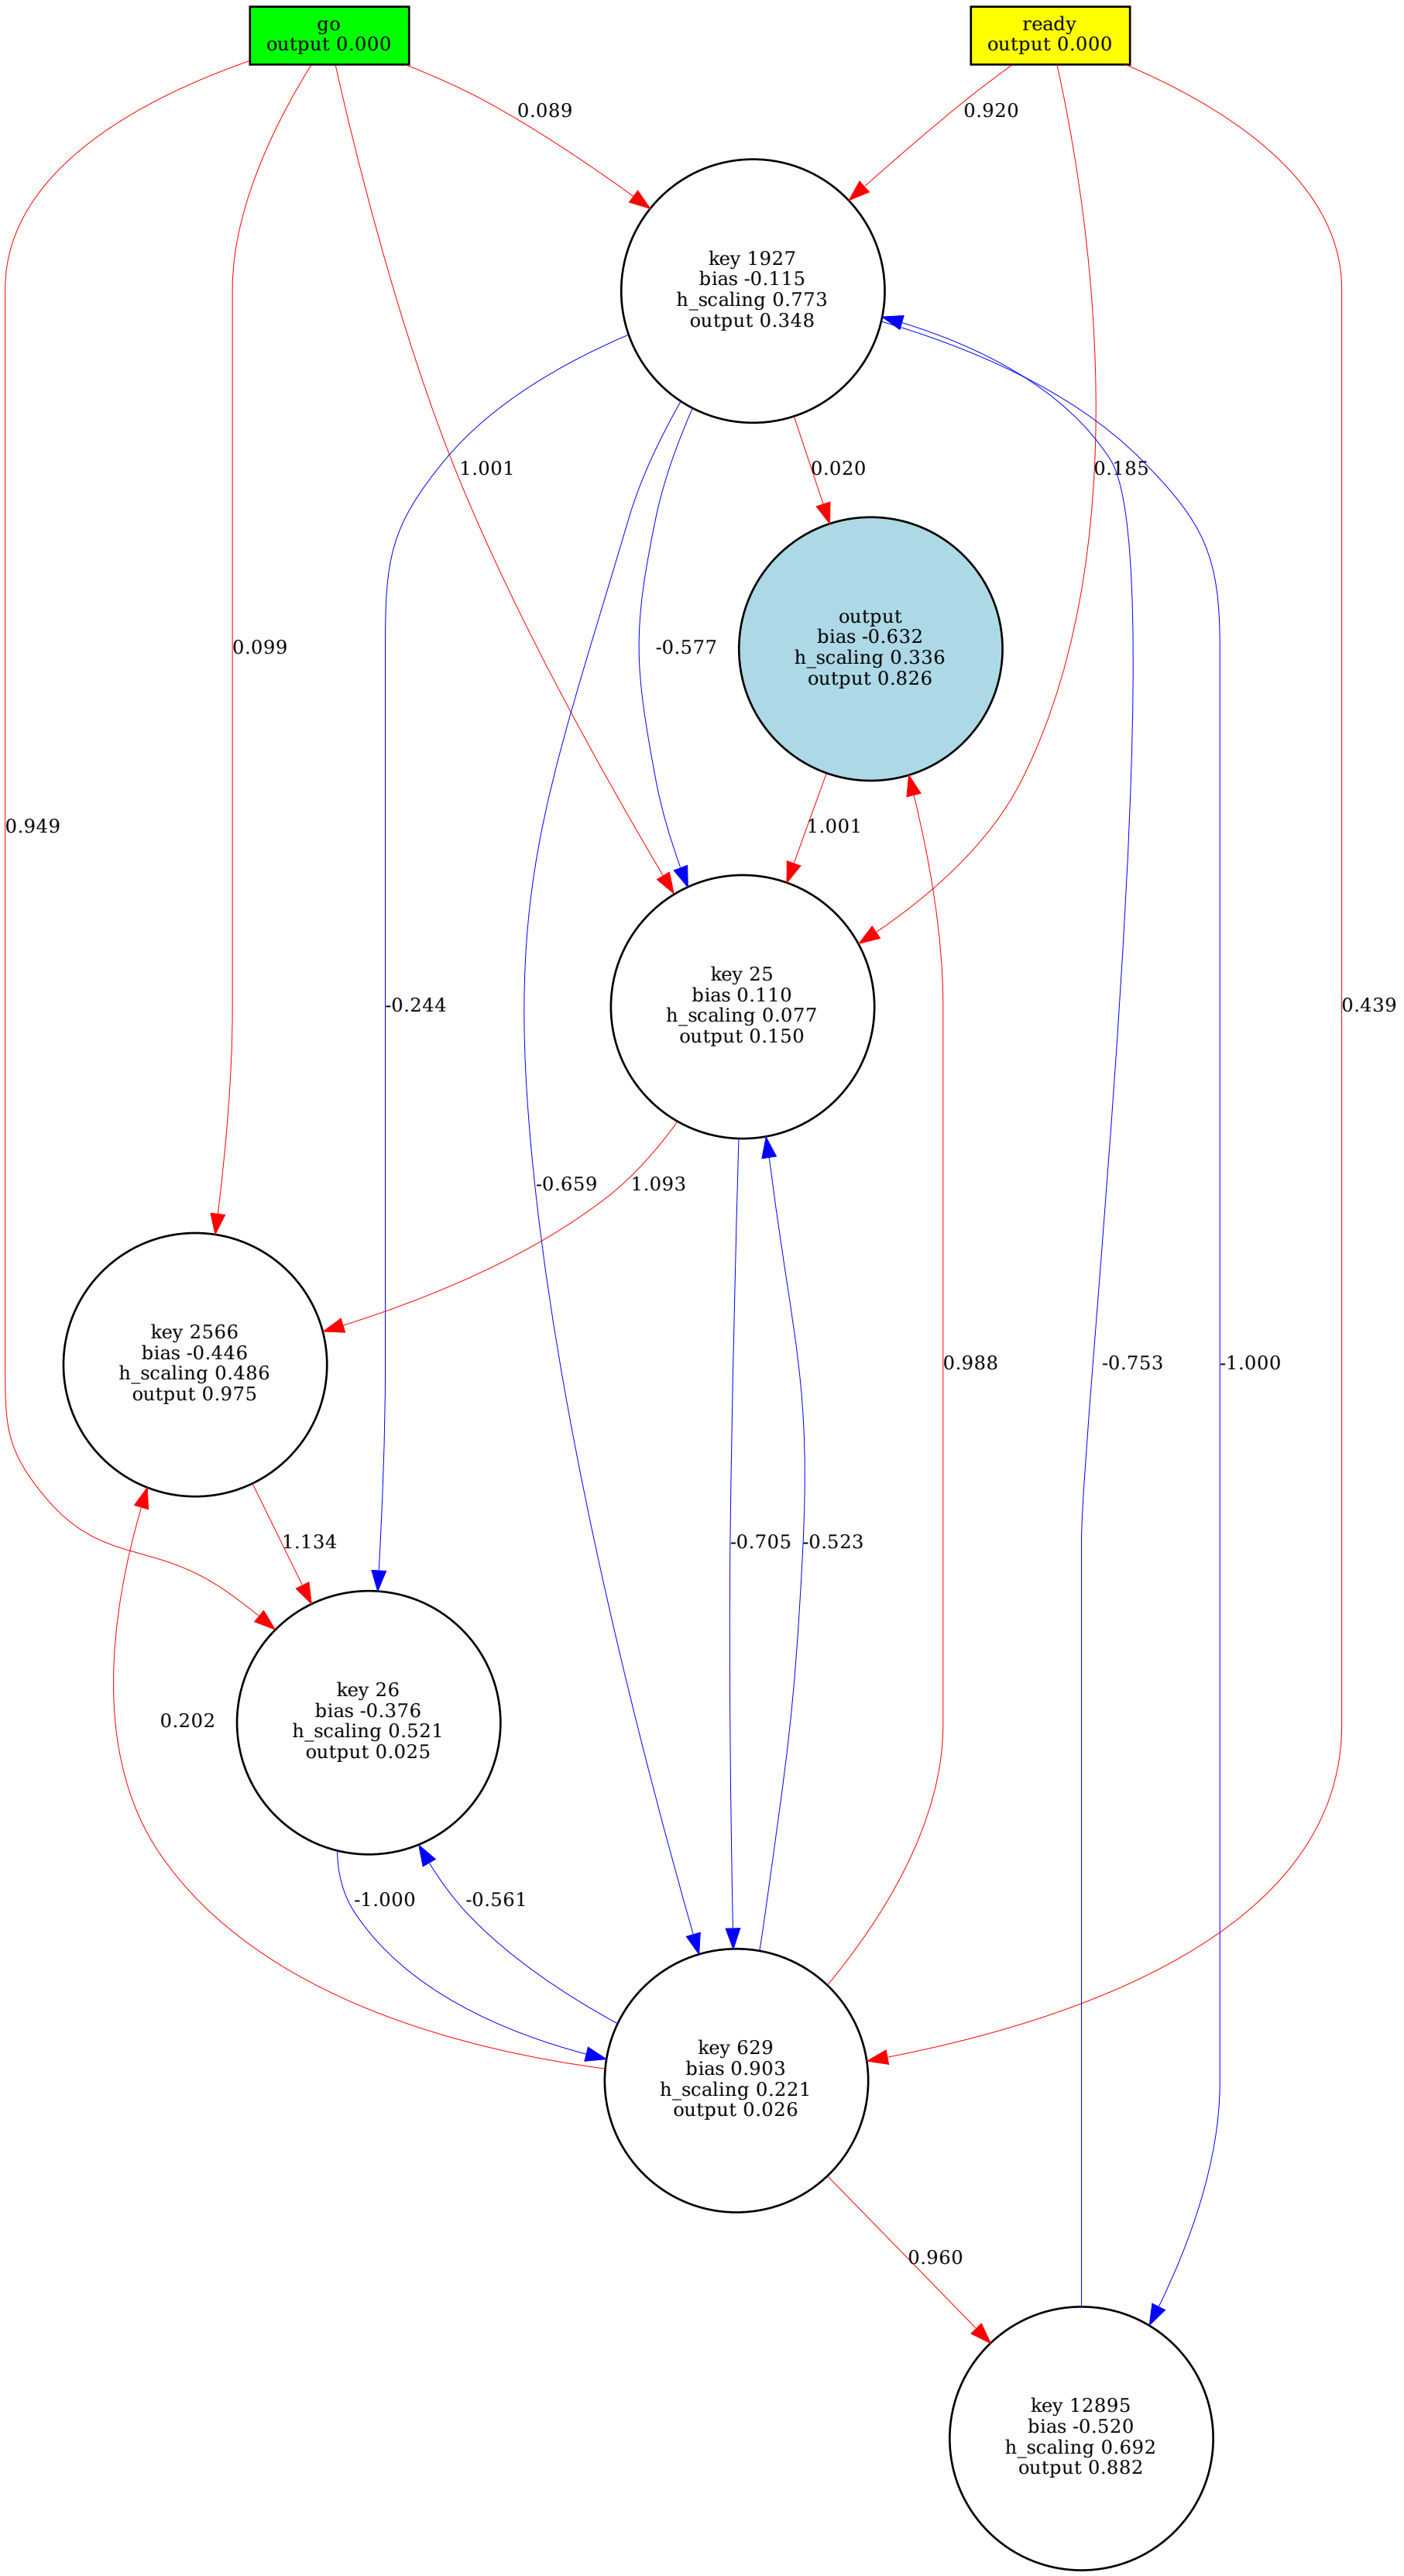 go
output 0.000
ready
output 0.000
0.089
0.920
key 1927
bias -0.115
h_scaling 0.773
output 0.348
1.001
0.020
0.185
0.099
-0.577
output
bias -0.632
h_scaling 0.336
output 0.826
0.949
1.001
-0.244
key 25
bias 0.110
h_scaling 0.077
output 0.150
0.439
-0.659
1.093
key 2566
bias -0.446
h_scaling 0.486
output 0.975
0.988
-0.753
-1.000
1.134
-0.705
-0.523
0.202
key 26
bias -0.376
h_scaling 0.521
output 0.025
-1.000
-0.561
key 629
bias 0.903
h_scaling 0.221
output 0.026
0.960
key 12895
bias -0.520
h_scaling 0.692
output 0.882